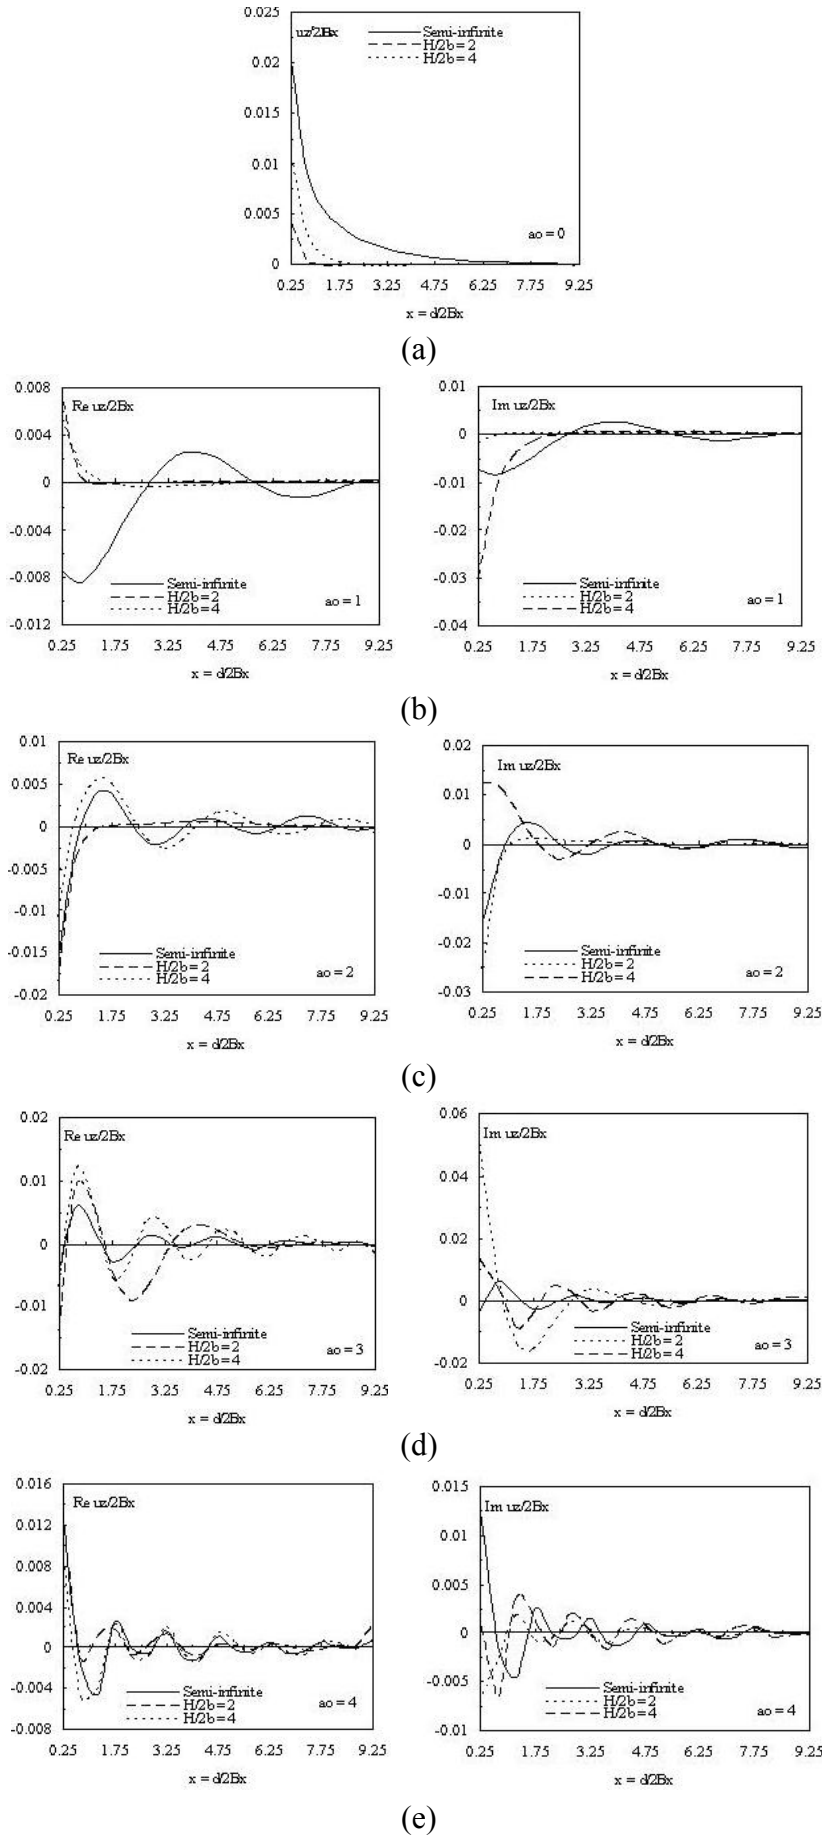 0.025
uz/2Bx
Semi-infinite
H/2b = 2
H/2b = 4
0.02
0.015
0.01
0.005
ao = 0
0
0.25 1.75 3.25 4.75 6.25 7.75 9.25
x = d/2Bx
(a)
0.008
Re uz/2Bx
0.004
0
-0.004
-0.008
Semi-infinite
H/2b = 2
H/2b = 4
ao = 1
-0.012
0.25 1.75 3.25 4.75 6.25 7.75 9.25
x = d/2Bx
0.01
Im uz/2Bx
0
-0.01
-0.02
-0.03
Semi-infinite
H/2b = 2
H/2b = 4
ao = 1
-0.04
0.25 1.75 3.25 4.75 6.25 7.75 9.25
x = d/2Bx
(b)
0.01
Re uz/2Bx
0.005
0
-0.005
-0.01
-0.015
Semi-infinite
H/2b = 2
H/2b = 4
ao = 2
-0.02
0.25 1.75 3.25 4.75 6.25 7.75 9.25
x = d/2Bx
0.02
Im uz/2Bx
0.01
0
-0.01
-0.02
Semi-infinite
H/2b = 2
H/2b = 4
ao = 2
-0.03
0.25 1.75 3.25 4.75 6.25 7.75 9.25
x = d/2Bx
(c)
0.02
Re uz/2Bx
0.01
0
-0.01
Semi-infinite
H/2b = 2
H/2b = 4
ao = 3
-0.02
0.25 1.75 3.25 4.75 6.25 7.75 9.25
x = d/2Bx
0.06
Im uz/2Bx
0.04
0.02
0
Semi-infinite
H/2b = 2
H/2b = 4
ao = 3
-0.02
0.25 1.75 3.25 4.75 6.25 7.75 9.25
x = d/2Bx
(d)
0.016
Re uz/2Bx
0.012
0.008
0.004
0
-0.004
Semi-infinite
H/2b = 2
H/2b = 4
ao = 4
-0.008
0.25 1.75 3.25 4.75 6.25 7.75 9.25
x = d/2Bx
0.015
Im uz/2Bx
0.01
0.005
0
-0.005
Semi-infinite
H/2b = 2
H/2b = 4
ao = 4
-0.01
0.25 1.75 3.25 4.75 6.25 7.75 9.25
x = d/2Bx
(e)